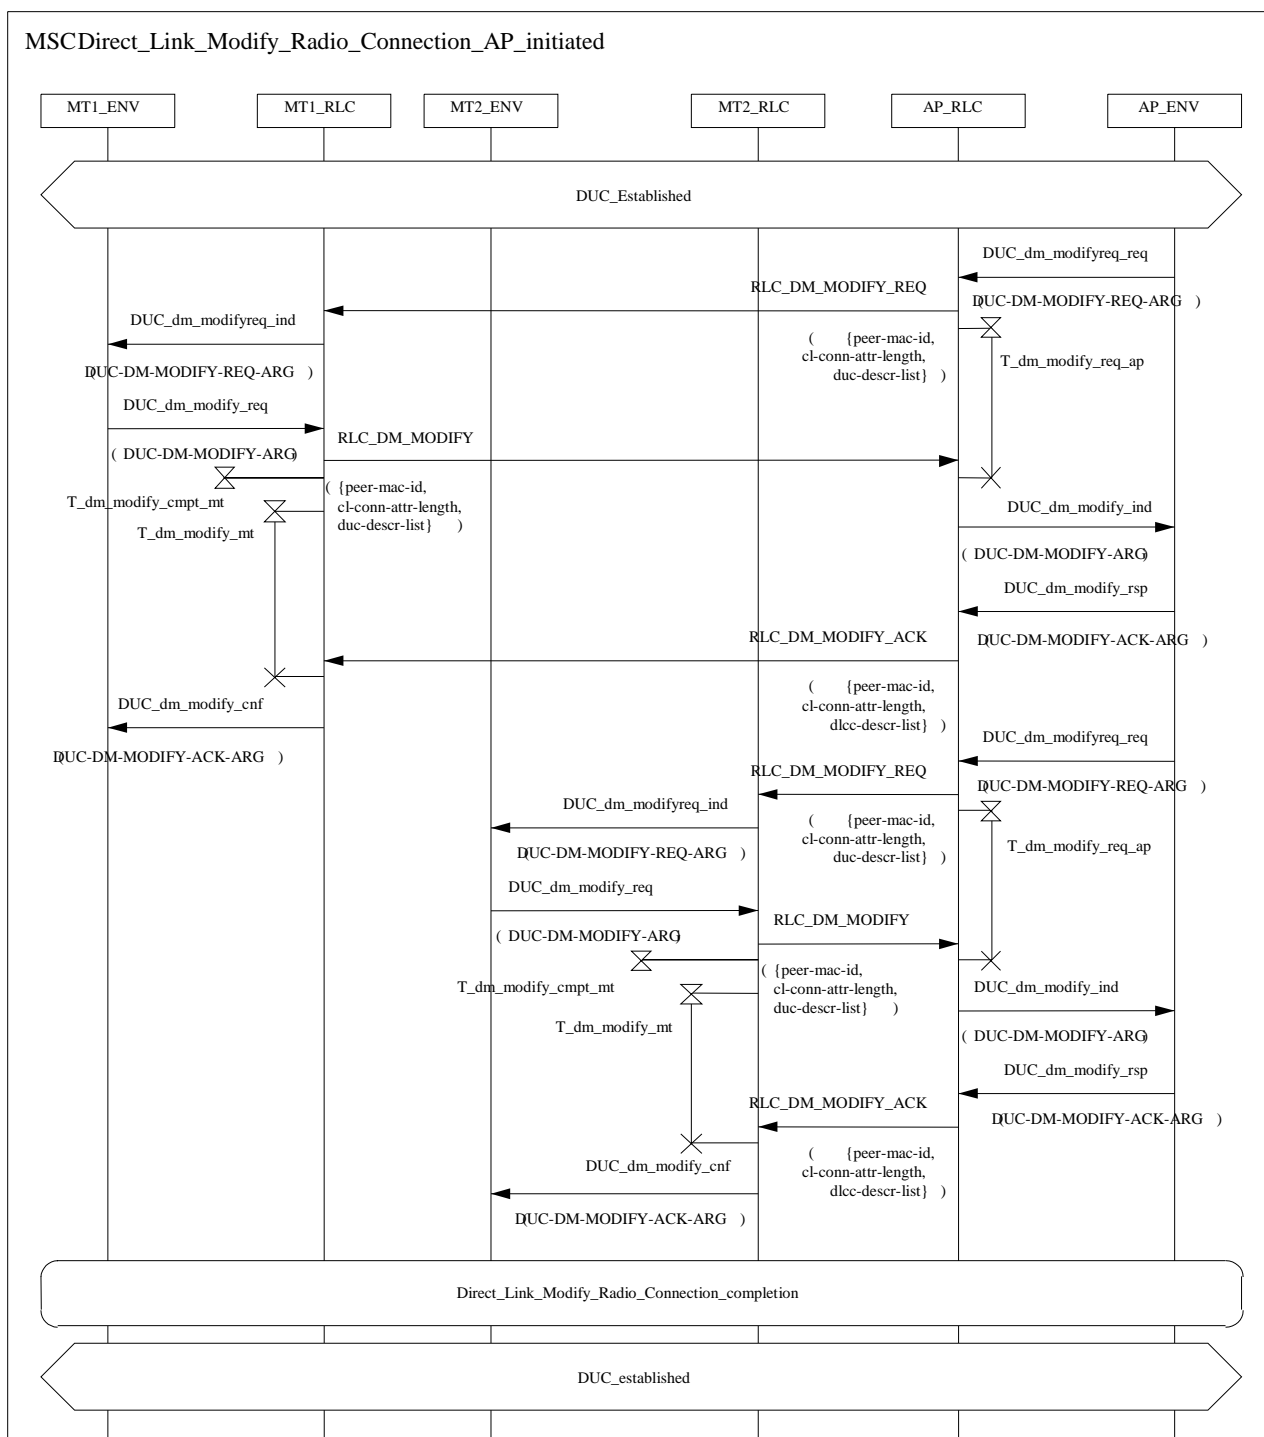 MSCDirect_Link_Modify_Radio_Connection_AP_initiated
MT1_ENV
MT1_RLC
MT2_ENV
MT2_RLC
AP_RLC
AP_ENV
DUC_Established
DUC_dm_modifyreq_req
(DUC-DM-MODIFY-REQ-ARG )
RLC_DM_MODIFY_REQ
( {peer-mac-id,
cl-conn-attr-length,
duc-descr-list} )
T_dm_modify_req_ap
DUC_dm_modifyreq_ind
(DUC-DM-MODIFY-REQ-ARG )
DUC_dm_modify_req
( DUC-DM-MODIFY-ARG)
RLC_DM_MODIFY
( {peer-mac-id,
cl-conn-attr-length,
duc-descr-list} )
T_dm_modify_cmpt_mt
T_dm_modify_mt
DUC_dm_modify_ind
( DUC-DM-MODIFY-ARG)
DUC_dm_modify_rsp
(DUC-DM-MODIFY-ACK-ARG )
RLC_DM_MODIFY_ACK
( {peer-mac-id,
cl-conn-attr-length,
dlcc-descr-list} )
DUC_dm_modify_cnf
(DUC-DM-MODIFY-ACK-ARG )
DUC_dm_modifyreq_req
(DUC-DM-MODIFY-REQ-ARG )
RLC_DM_MODIFY_REQ
( {peer-mac-id,
cl-conn-attr-length,
duc-descr-list} )
T_dm_modify_req_ap
DUC_dm_modifyreq_ind
(DUC-DM-MODIFY-REQ-ARG )
DUC_dm_modify_req
( DUC-DM-MODIFY-ARG)
RLC_DM_MODIFY
( {peer-mac-id,
cl-conn-attr-length,
duc-descr-list} )
T_dm_modify_cmpt_mt
T_dm_modify_mt
DUC_dm_modify_ind
( DUC-DM-MODIFY-ARG)
DUC_dm_modify_rsp
(DUC-DM-MODIFY-ACK-ARG )
RLC_DM_MODIFY_ACK
( {peer-mac-id,
cl-conn-attr-length,
dlcc-descr-list} )
DUC_dm_modify_cnf
(DUC-DM-MODIFY-ACK-ARG )
Direct_Link_Modify_Radio_Connection_completion
DUC_established